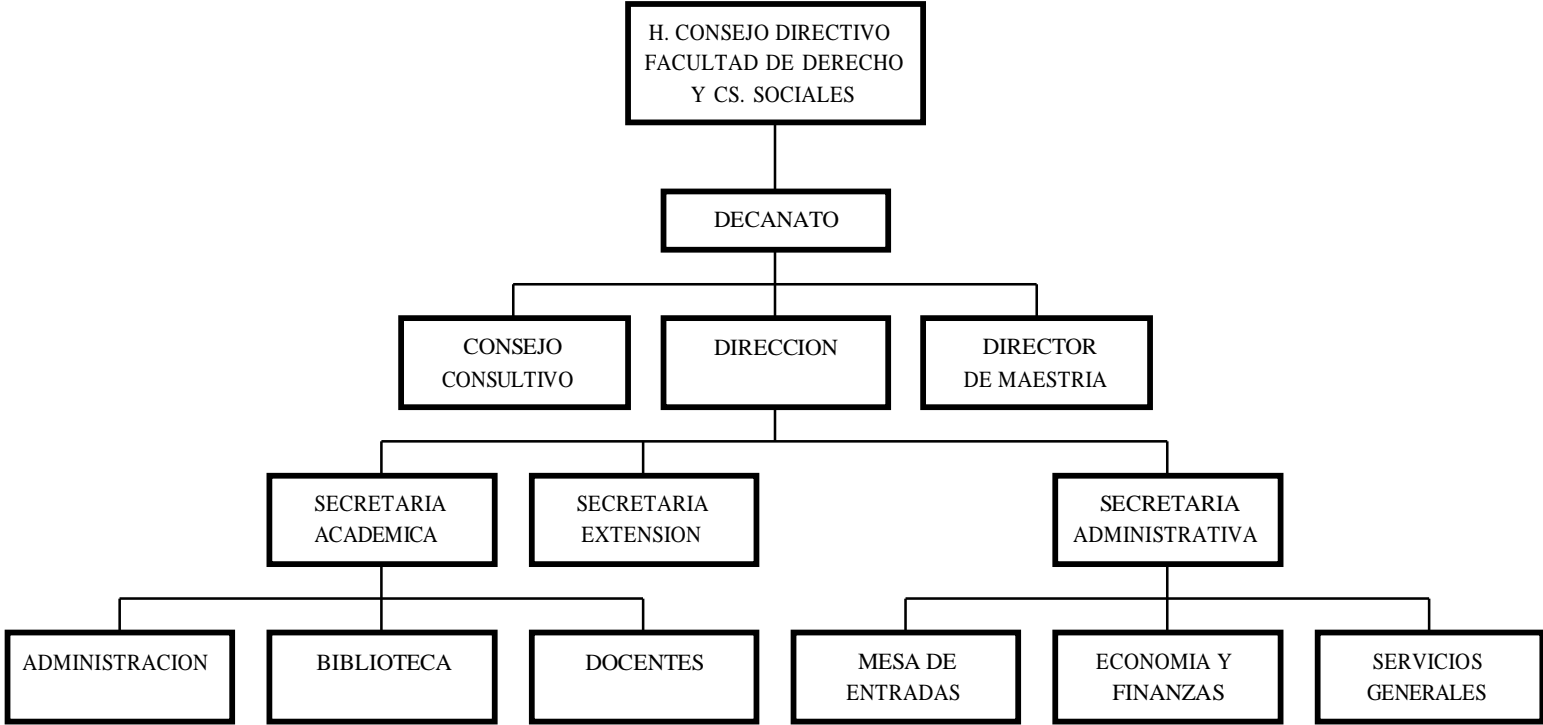 H. CONSEJO DIRECTIVO
FACULTAD DE DERECHO
Y CS. SOCIALES
DECANATO
CONSEJO
CONSULTIVO
DIRECCION
DIRECTOR
DE MAESTRIA
SECRETARIA
ACADEMICA
SECRETARIA
EXTENSION
SECRETARIA
ADMINISTRATIVA
ADMINISTRACION
BIBLIOTECA
DOCENTES
MESA DE
ENTRADAS
ECONOMIA Y
FINANZAS
SERVICIOS
GENERALES